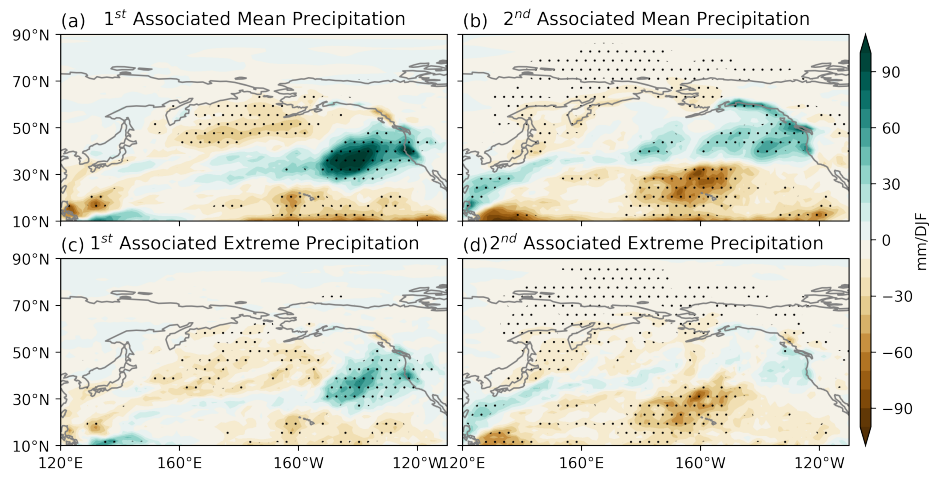 (a) 1st Associated Mean Precipitation
(b) 2nd Associated Mean Precipitation
90°N
70°N
50°N
30°N
10°N
(c) 1st Associated Extreme Precipitation
(d) 2nd Associated Extreme Precipitation
90°N
70°N
50°N
30°N
10°N
120°E 160°E 160°W 120°W
120°E 160°E 160°W 120°W
90
60
30
0
−30
−60
−90
mm/DJF